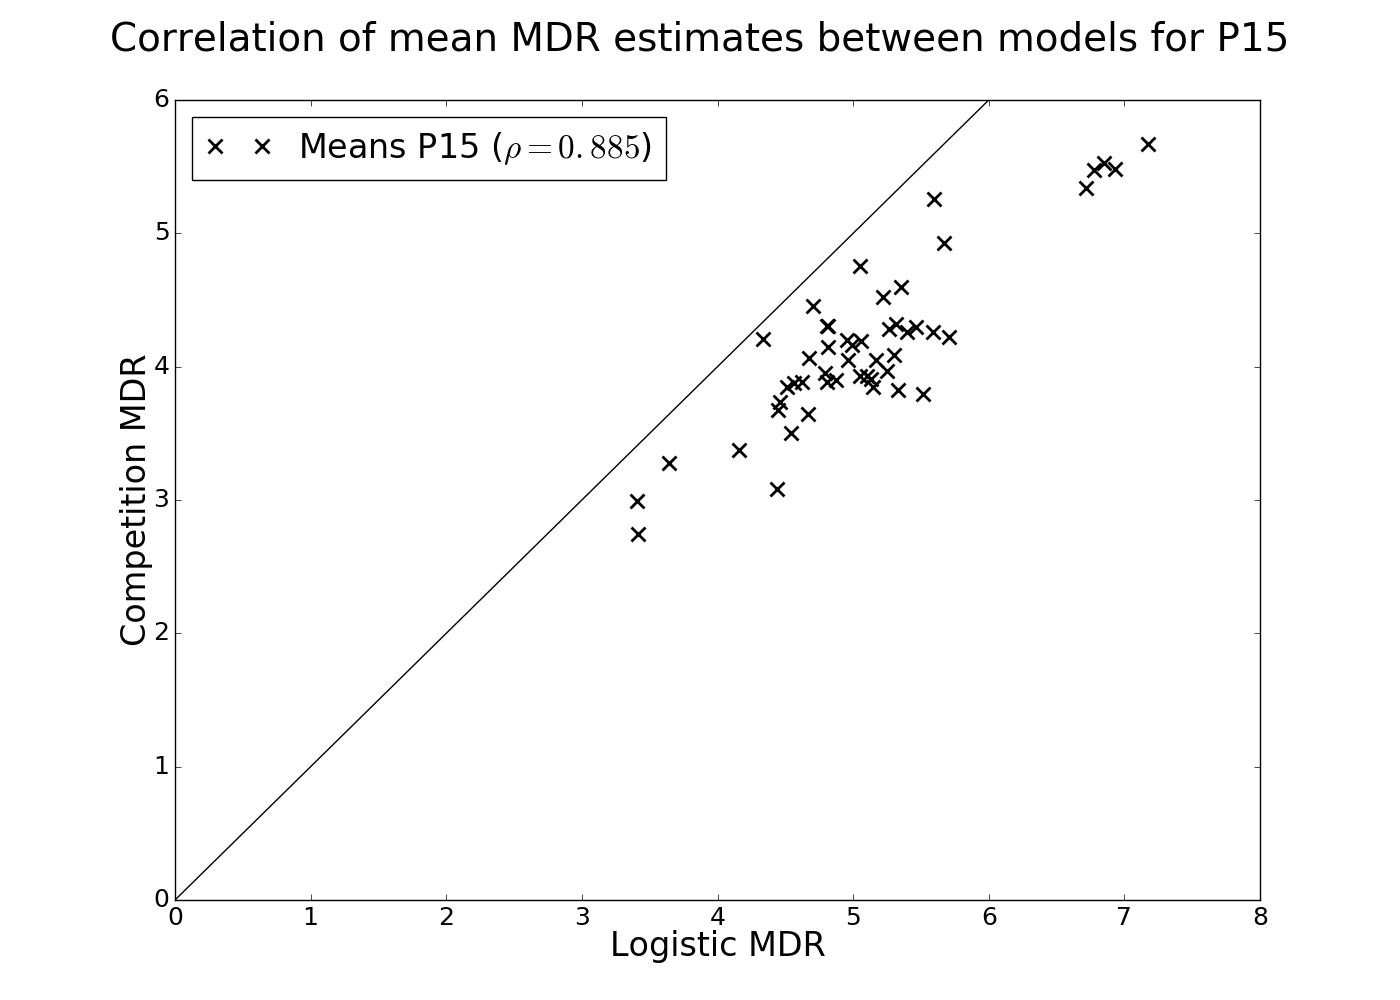 Correlation of mean MDR estimates between models for P15
Means P15 (ρ = 0.885)
Competition MDR
6
5
4
3
2
1
0
0 1 2 3 4 5 6 7 8
Logistic MDR